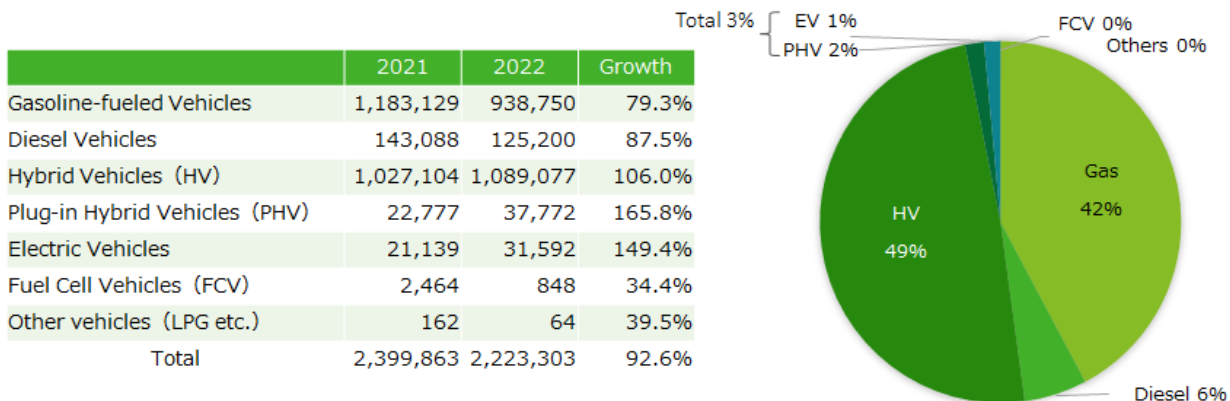 2021 2022 Growth
Gasoline-fueled Vehicles 1,183,129 938,750 79.3%
Diesel Vehicles 143,088 125,200 87.5%
Hybrid Vehicles（HV） 1,027,104 1,089,077 106.0%
Plug-in Hybrid Vehicles（PHV） 22,777 37,772 165.8%
Electric Vehicles 21,139 31,592 149.4%
Fuel Cell Vehicles（FCV） 2,464 848 34.4%
Other vehicles（LPG etc.） 162 64 39.5%
Total 2,399,863 2,223,303 92.6%
Total 3%
EV 1%
PHV 2%
FCV 0%
Others 0%
Gas
42%
HV
49%
Diesel 6%